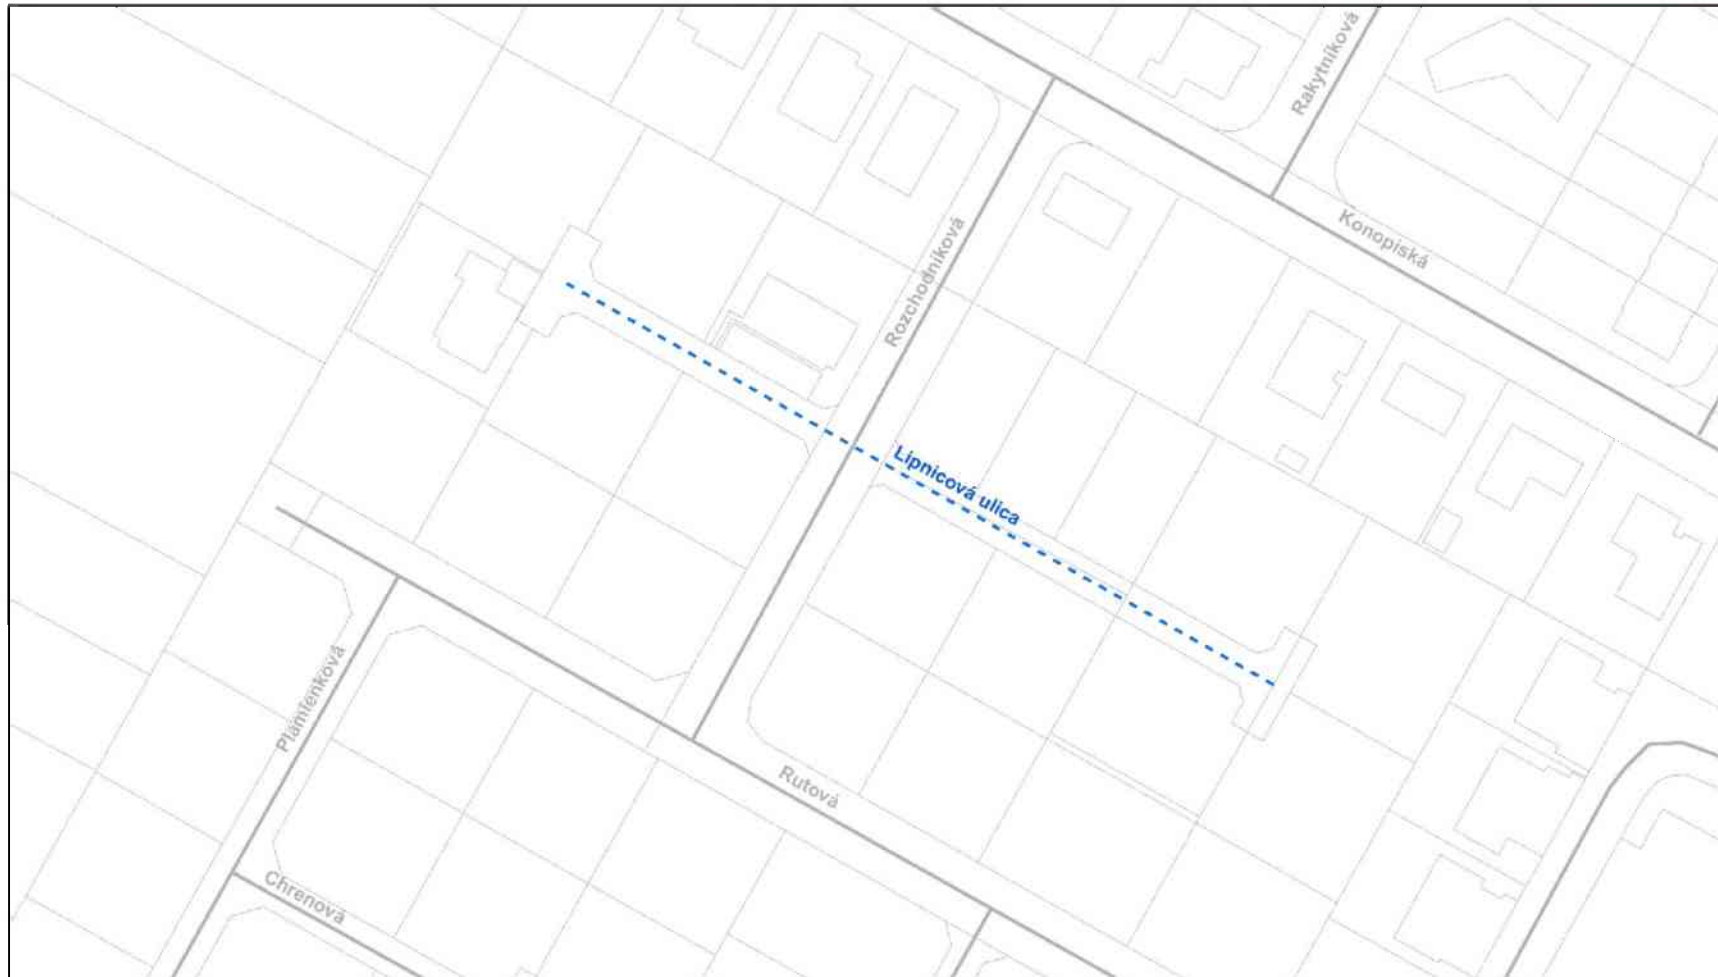 Rakytníková
Konopiská
Rozchodníková
Lipnicová ulica
Plamienková
Rutová
Chrenová